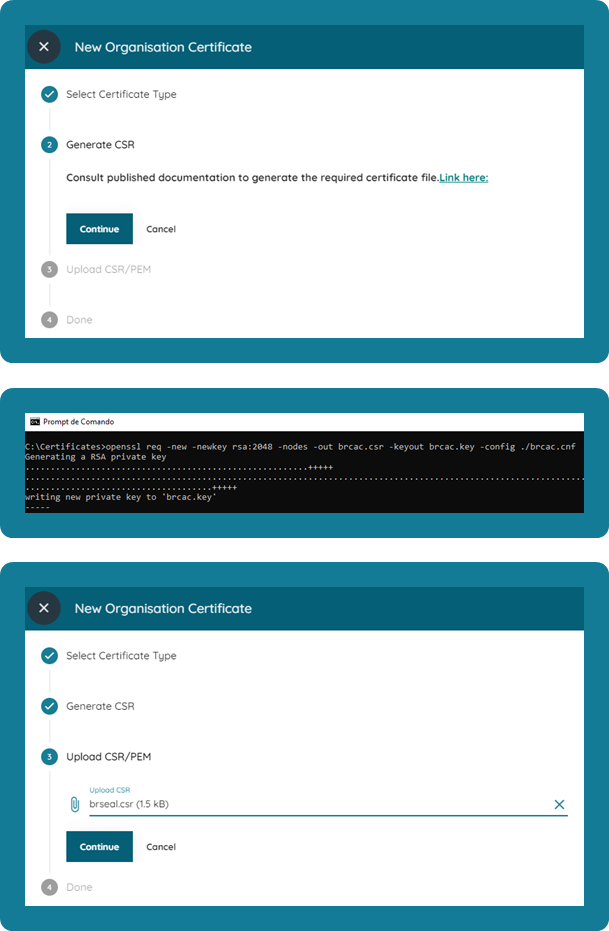 New Organisation Certificate
Select Certificate Type
2 Generate CSR
Consult published documentation to generate the required certificate file.Link here:
Continue Cancel
3 Upload CSR/PEM
4 Done
Prompt de Comando
C:\Certificates>openssl req -new -newkey rsa:2048 -nodes -out brcac.csr -keyout brcac.key -config ./brcac.cnf
Generating a RSA private key
........................................................+++++
................................................................................................................
.....................................+++++
writing new private key to 'brcac.key'
-----
New Organisation Certificate
Select Certificate Type
Generate CSR
3 Upload CSR/PEM
Upload CSR
brseal.csr (1.5 kB)
Continue Cancel
4 Done